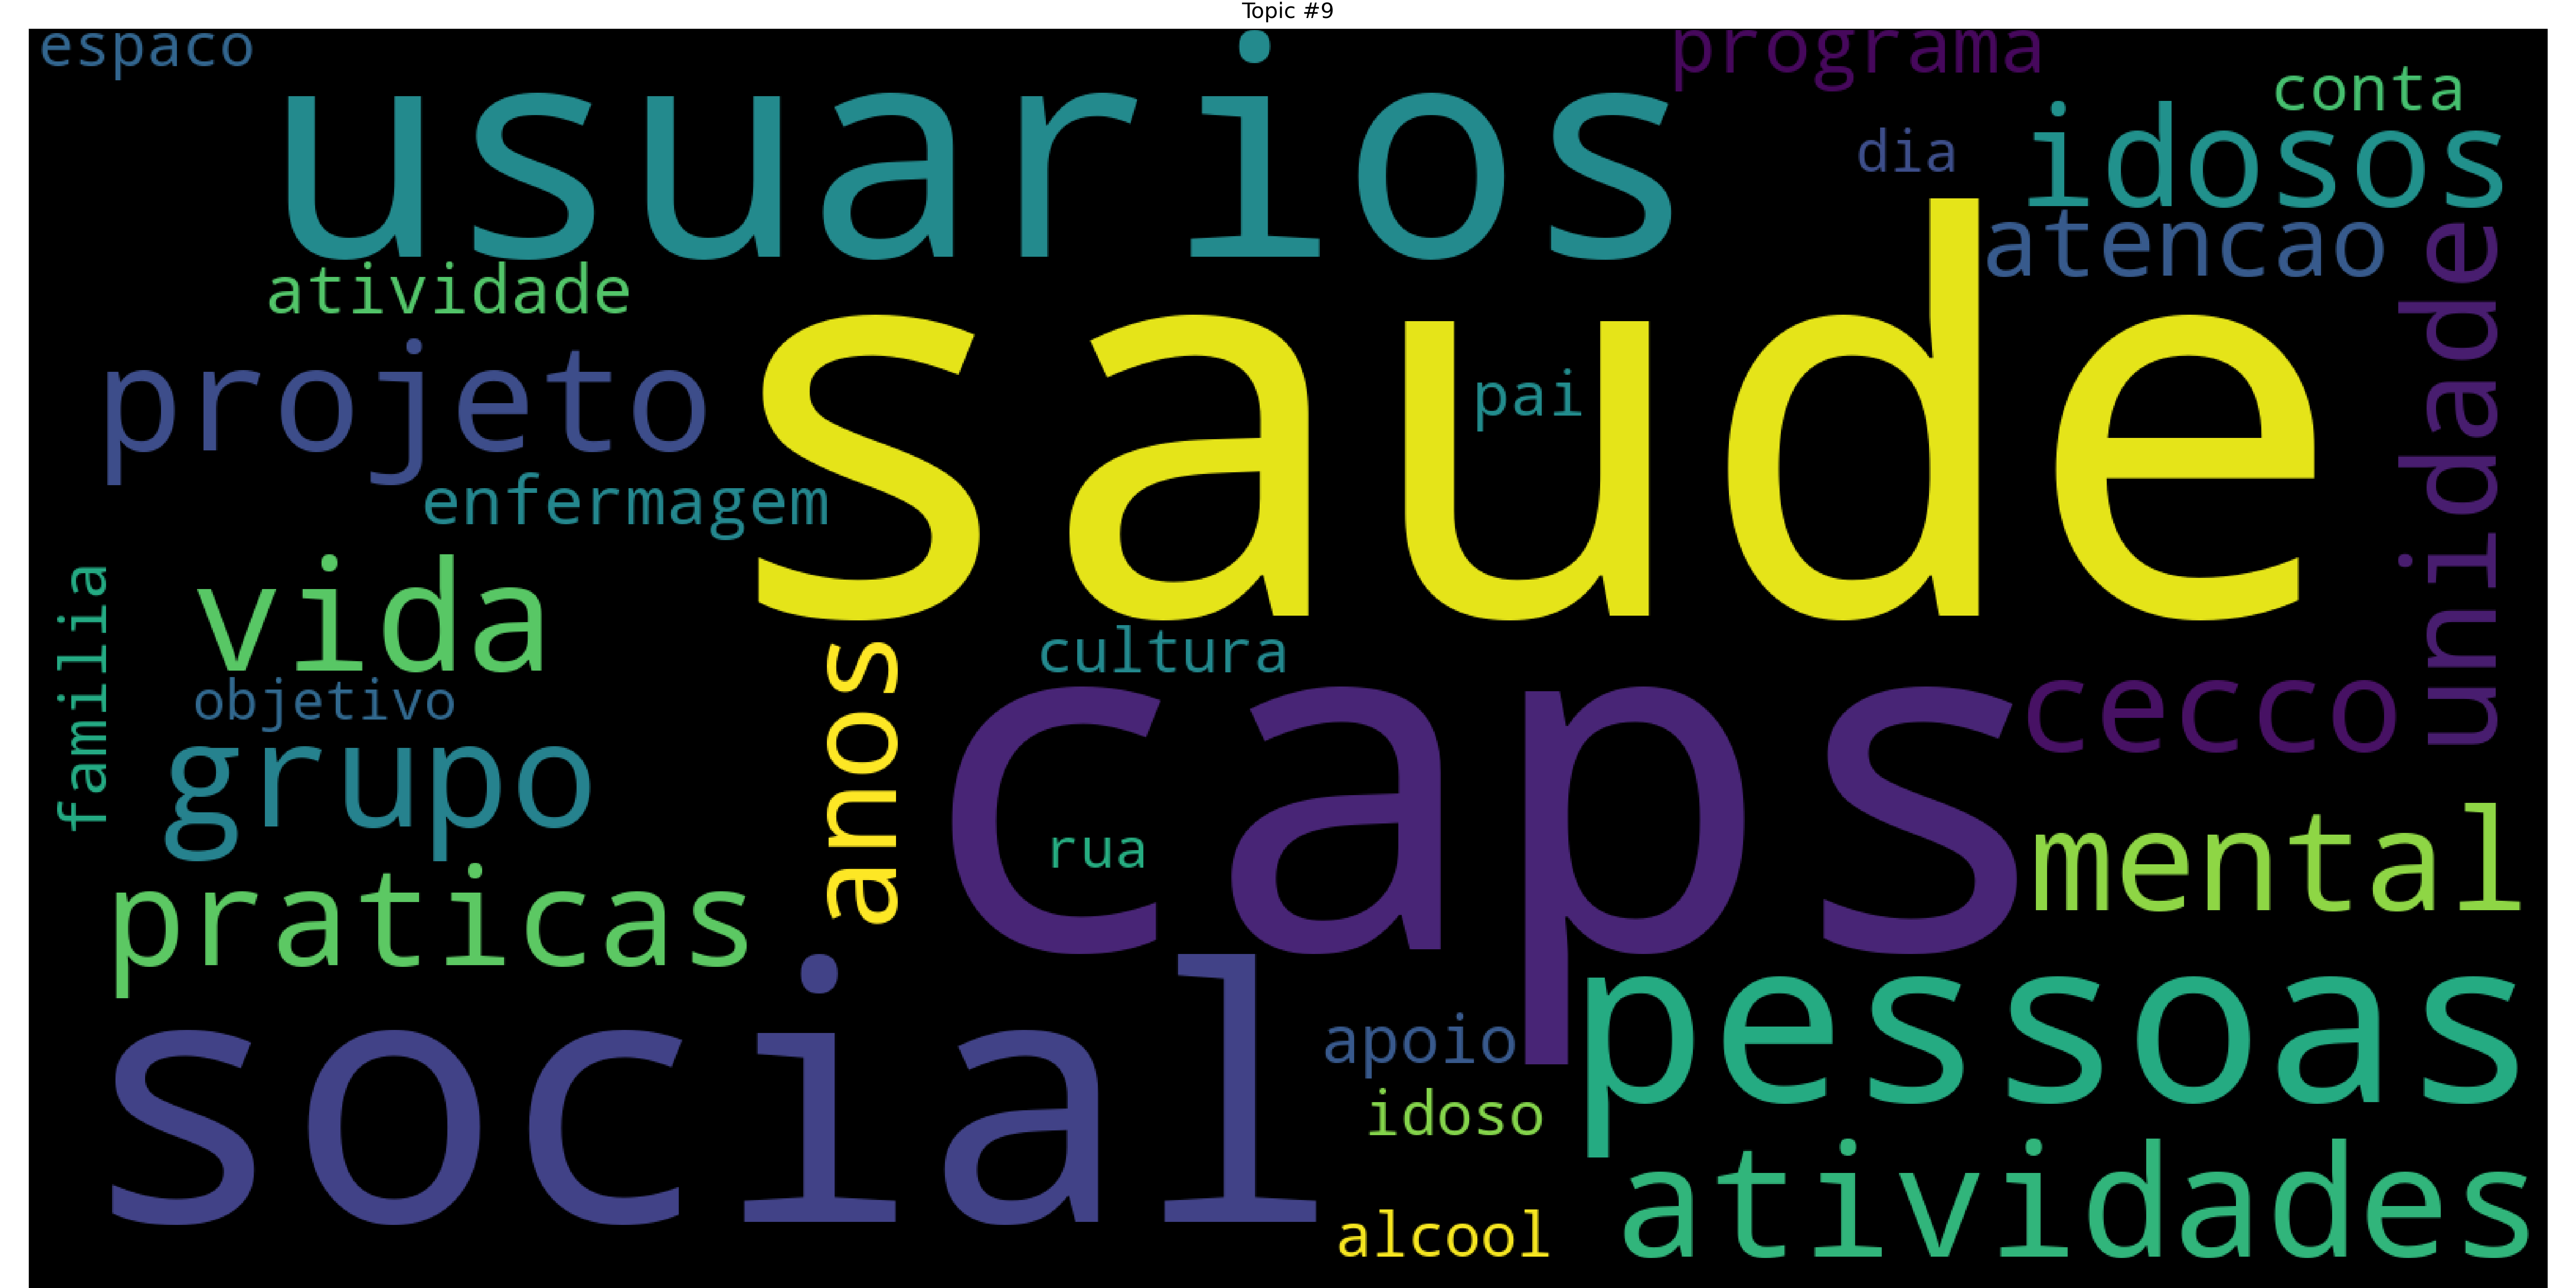 Topic #9
espaco
programa
usuarios
conta
dia
idosos
atencao
atividade
saude
unidade
projeto
pai
enfermagem
vida
familia
anos
cultura
objetivo
caps
cecco
grupo
rua
mental
praticas
social
pessoas
apoio
idoso
atividades
alcool